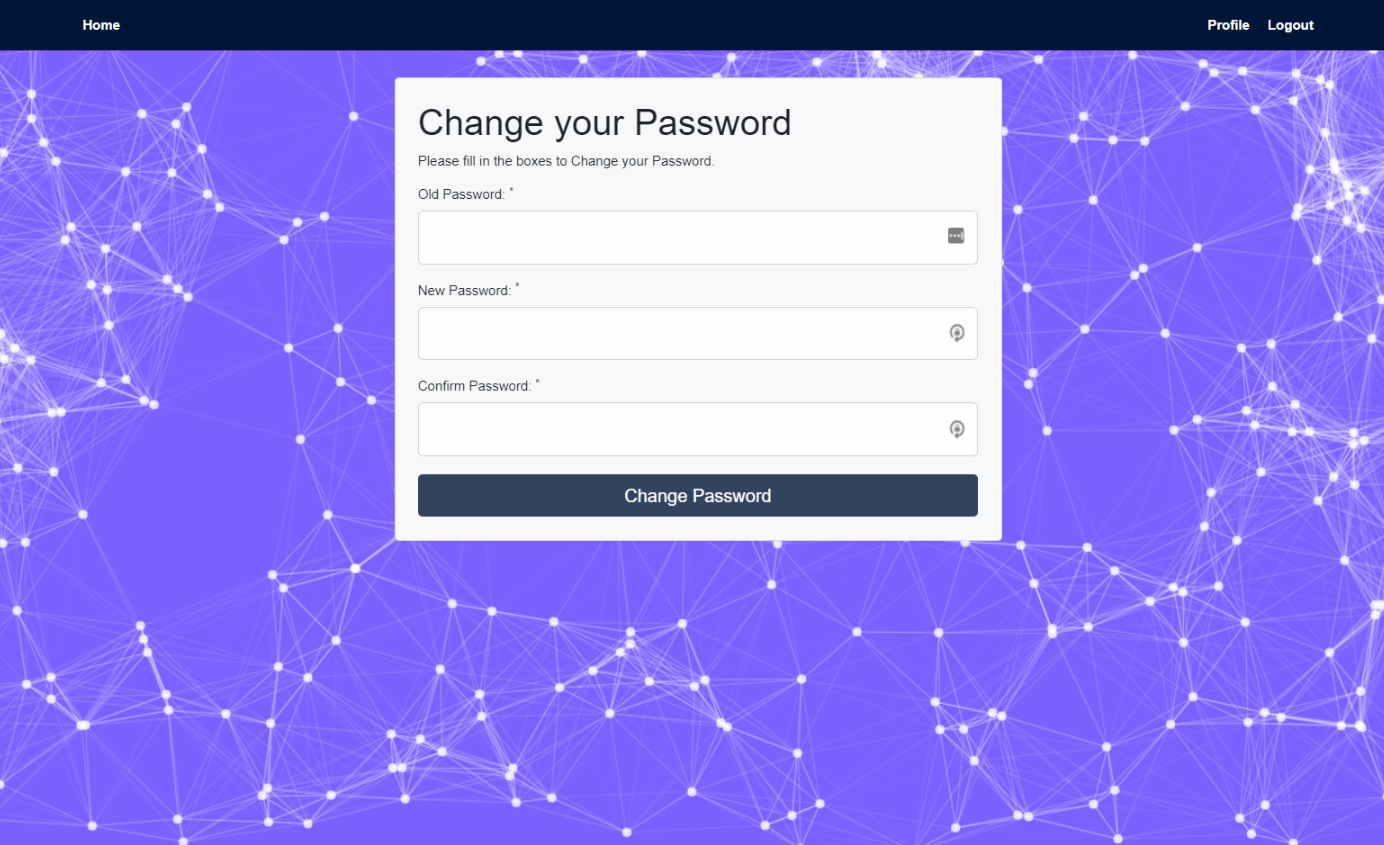 Home
Profile
Logout
Change your Password
Please fill in the boxes to Change your Password.
Old Password: *
New Password: *
Confirm Password: *
Change Password